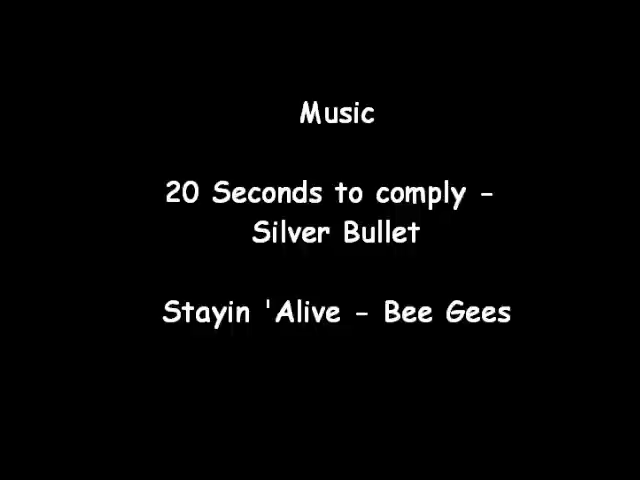 Music
20 Seconds to comply -
Silver Bullet
Stayin 'Alive - Bee Gees